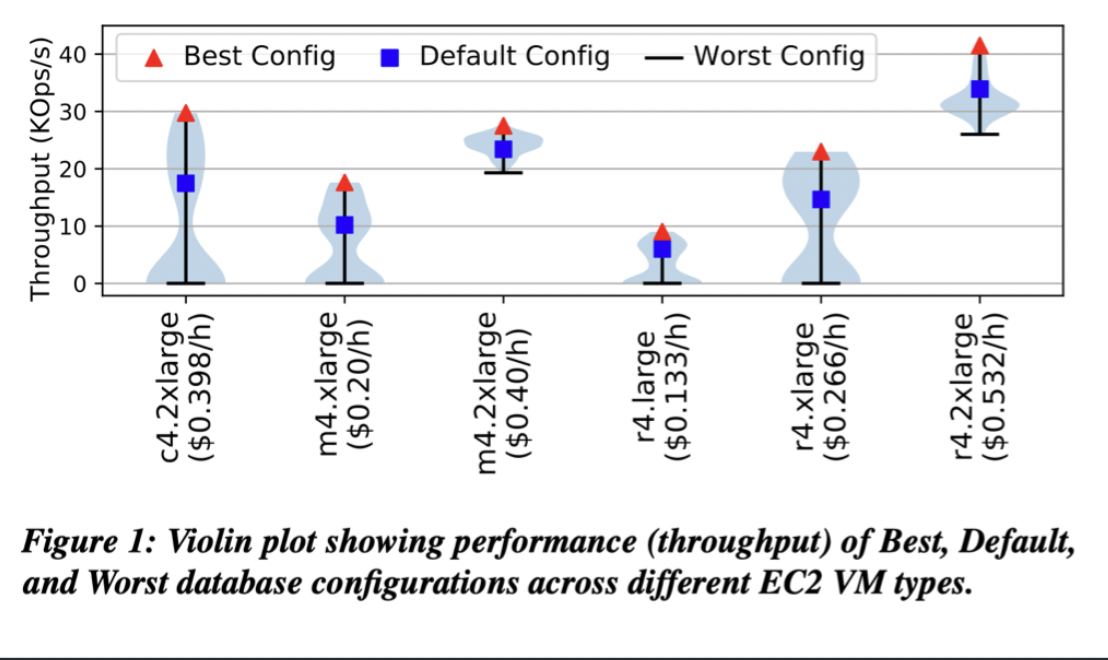 Throughput (KOps/s)
40
30
20
10
0
Best Config
Default Config
Worst Config
c4.2xlarge
($0.398/h)
m4.xlarge
($0.20/h)
m4.2xlarge
($0.40/h)
r4.large
($0.133/h)
r4.xlarge
($0.266/h)
r4.2xlarge
($0.532/h)
Figure 1: Violin plot showing performance (throughput) of Best, Default,
and Worst database configurations across different EC2 VM types.